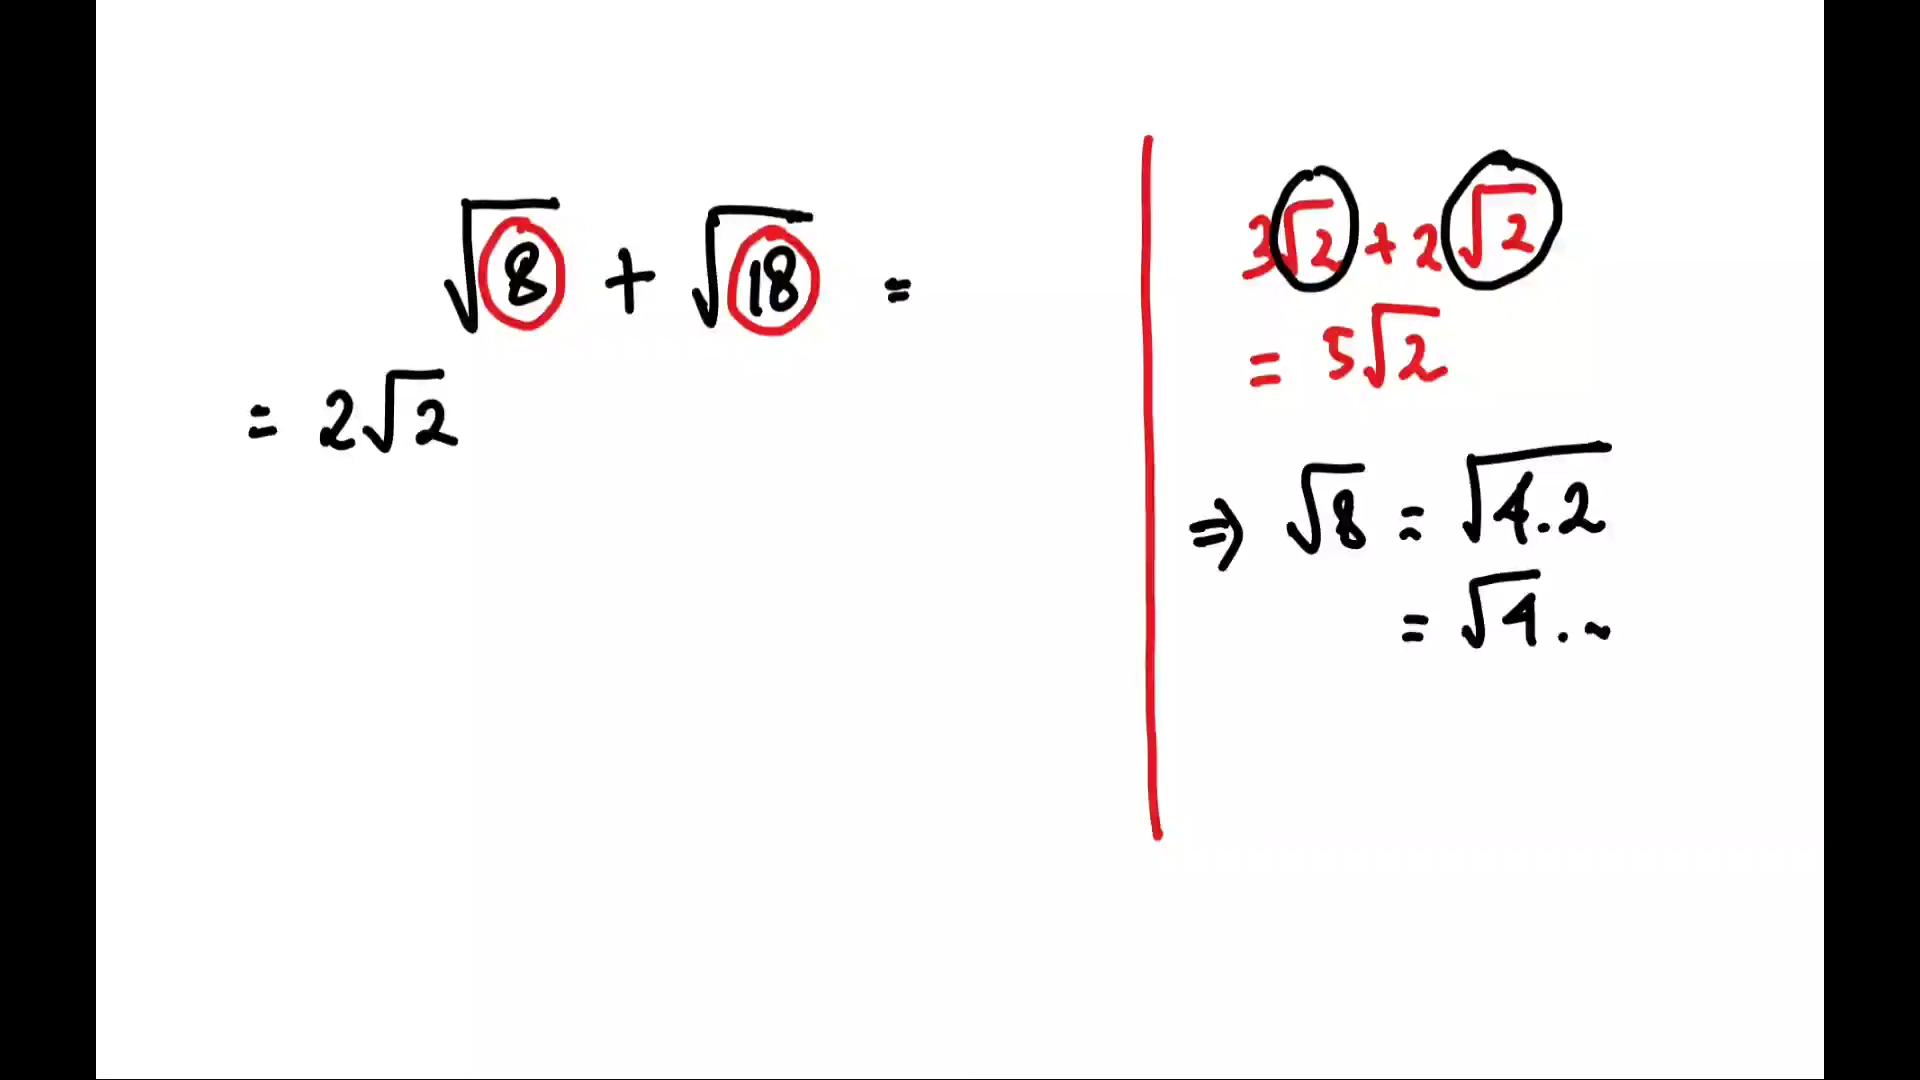 √8 + √18 =
= 2√2
3√2 + 2√2
= 5√2
⇒ √8 = √4.2
= √4 .